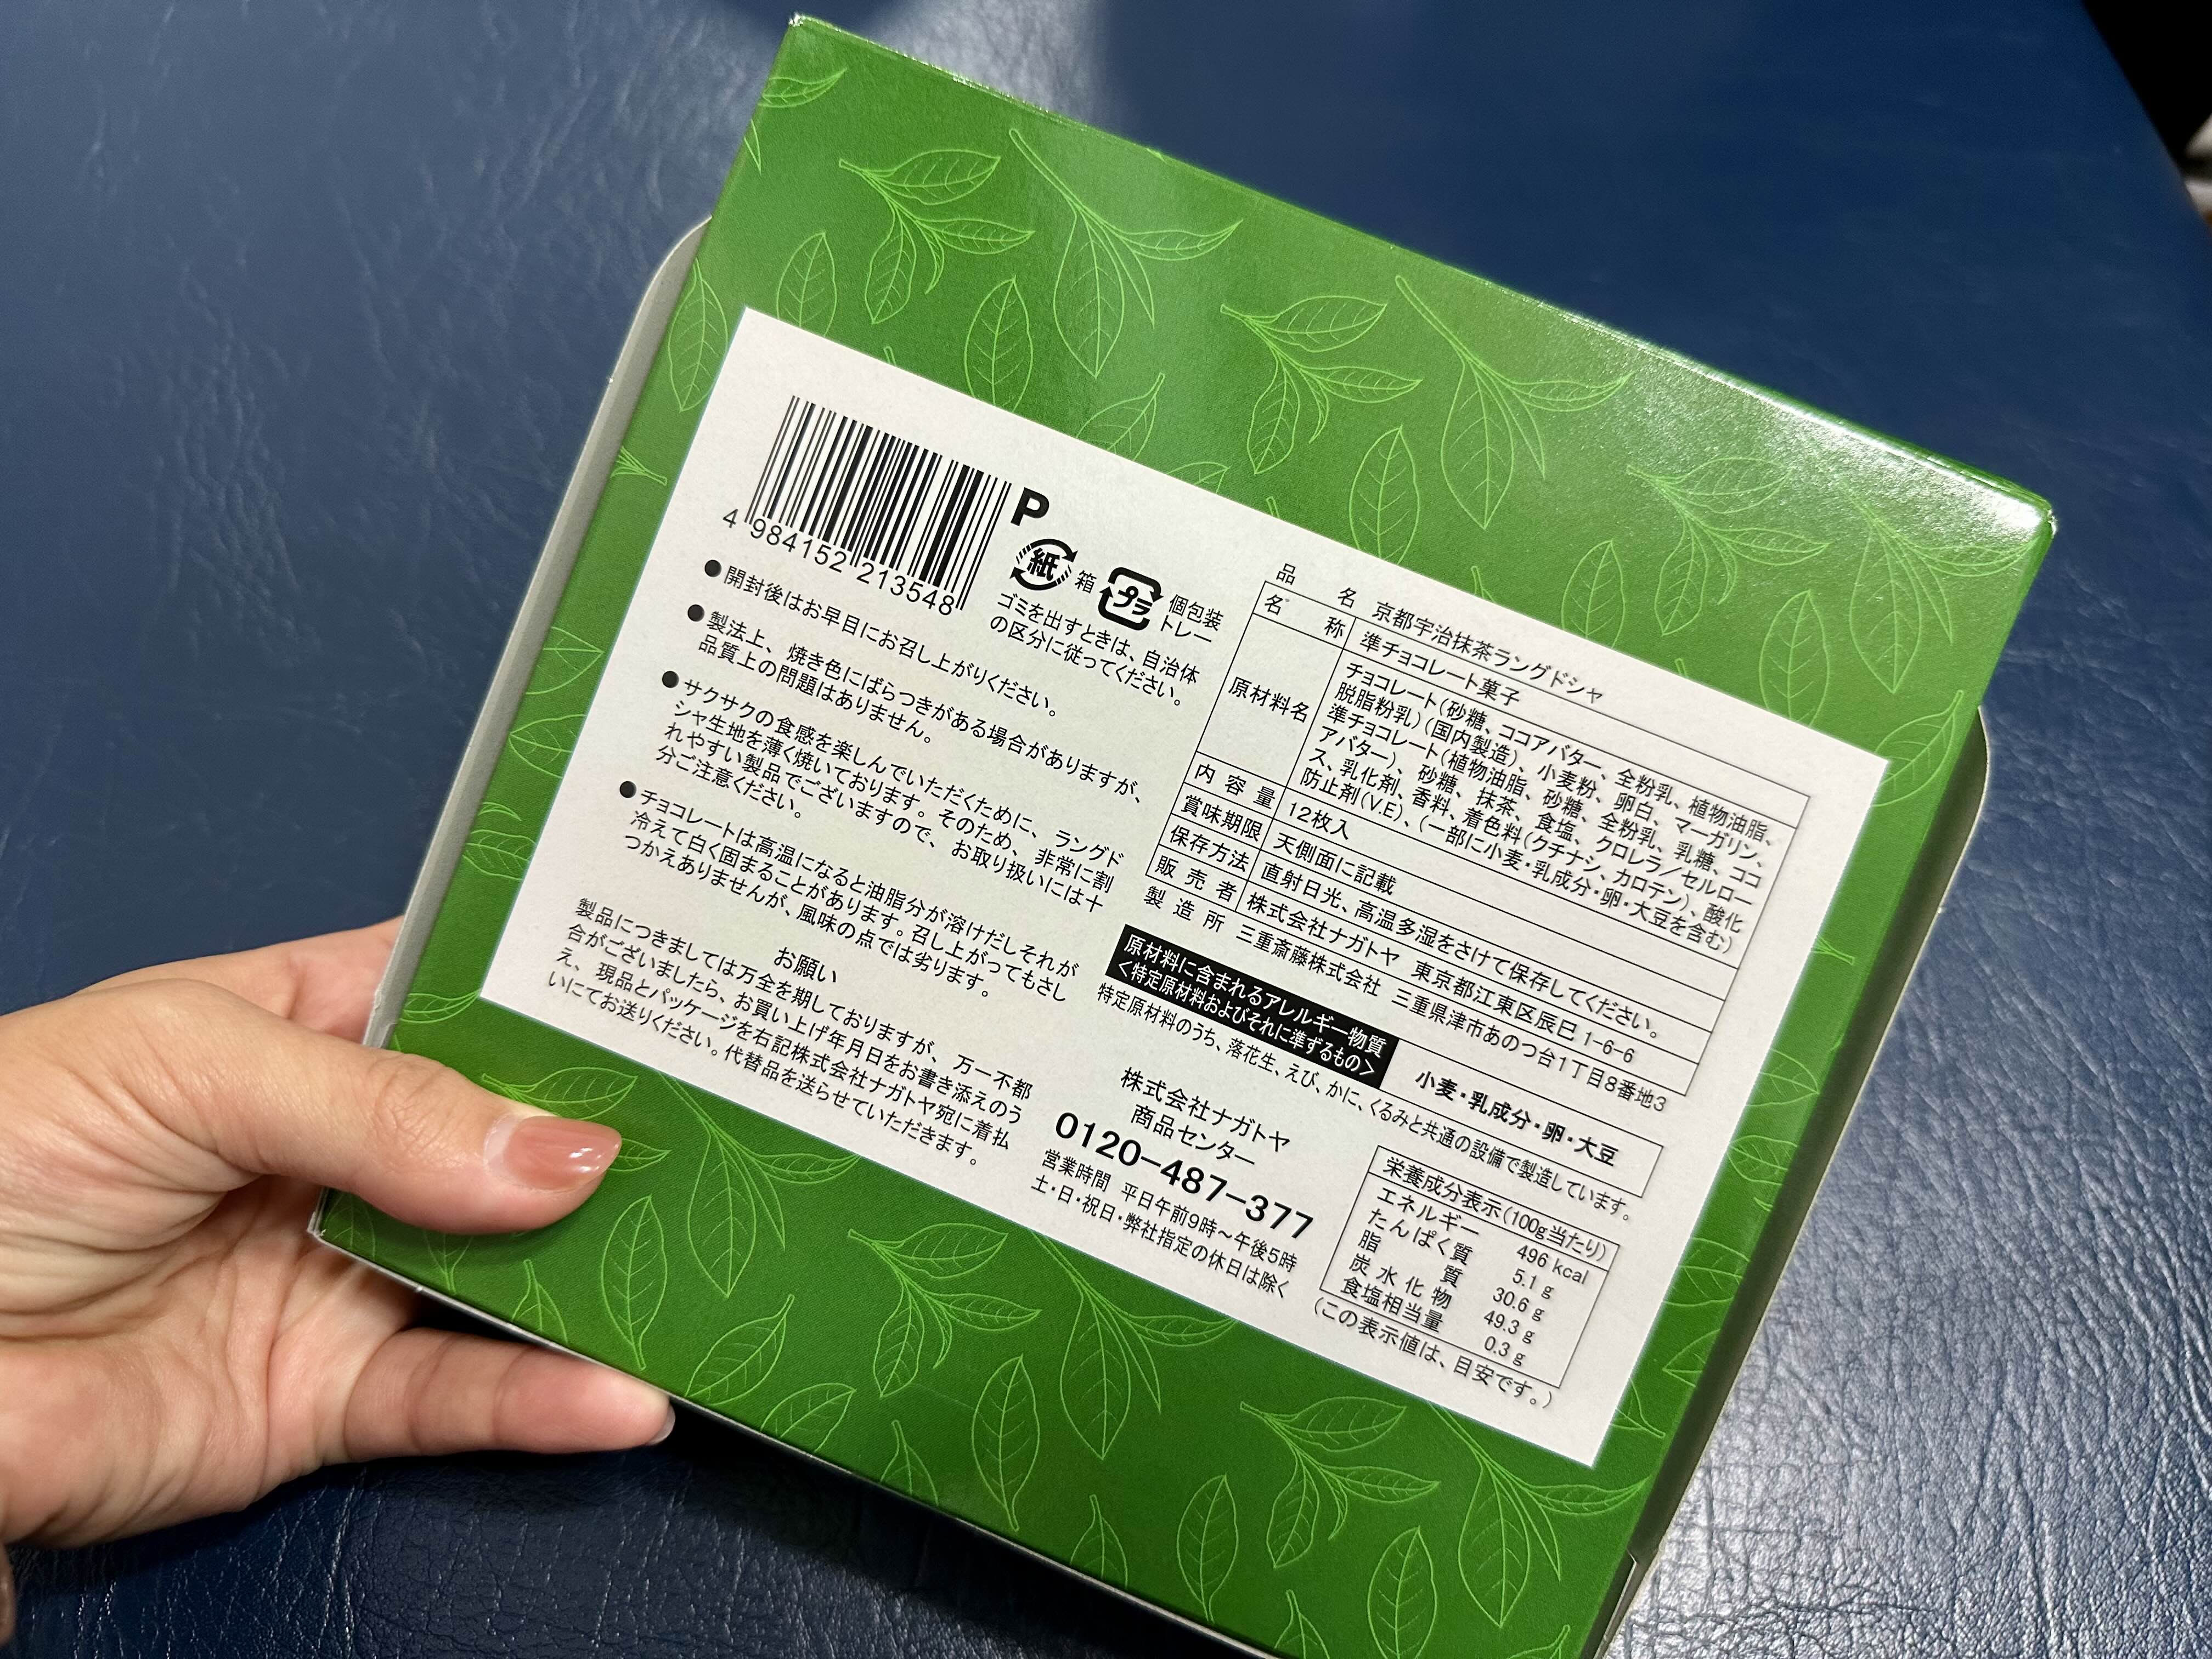 4 984152 213548
P
紙 箱 プラ 個包装
トレー
ゴミを出すときは、自治体
の区分に従ってください。
●開封後はお早目にお召し上がりください。
●製法上、焼き色にばらつきがある場合がありますが、
品質上の問題はありません。
●サクサクの食感を楽しんでいただくために、ラングド
シャ生地を薄く焼いております。そのため、非常に割
れやすい製品でございますので、お取り扱いには十
分ご注意ください。
●チョコレートは高温になると油脂分が溶けだしそれが
冷えて白く固まることがあります。召し上がってもさし
つかえありませんが、風味の点では劣ります。
お願い
製品につきましては万全を期しておりますが、万一不都
合がございましたら、お買い上げ年月日をお書き添えのう
え、現品とパッケージを右記株式会社ナガトヤ宛に着払
いにてお送りください。代替品を送らせていただきます。
品名 京都宇治抹茶ラングドシャ
名称 準チョコレート菓子
原材料名 チョコレート(砂糖、ココアバター、全粉乳、植物油脂、
脱脂粉乳)(国内製造)、小麦粉、卵白、マーガリン、
準チョコレート(植物油脂、砂糖、全粉乳、乳糖、ココ
アバター)、砂糖、抹茶、食塩、クロレラ/セルロー
ス、乳化剤、香料、着色料(クチナシ、カロテン)、酸化
防止剤(V.E)、(一部に小麦・乳成分・卵・大豆を含む)
内容量 12枚入
賞味期限 天側面に記載
保存方法 直射日光、高温多湿をさけて保存してください。
販売者 株式会社ナガトヤ 東京都江東区辰巳 1-6-6
製造所 三重斎藤株式会社 三重県津市あのつ台1丁目8番地3
原材料に含まれるアレルギー物質
<特定原材料およびそれに準ずるもの>
小麦・乳成分・卵・大豆
特定原材料のうち、落花生、えび、かに、くるみと共通の設備で製造しています。
株式会社ナガトヤ
商品センター
0120-487-377
営業時間 平日午前9時〜午後5時
土・日・祝日・弊社指定の休日は除く
栄養成分表示(100g当たり)
エネルギー 496 kcal
たんぱく質 5.1 g
脂質 30.6 g
炭水化物 49.3 g
食塩相当量 0.3 g
(この表示値は、目安です。)